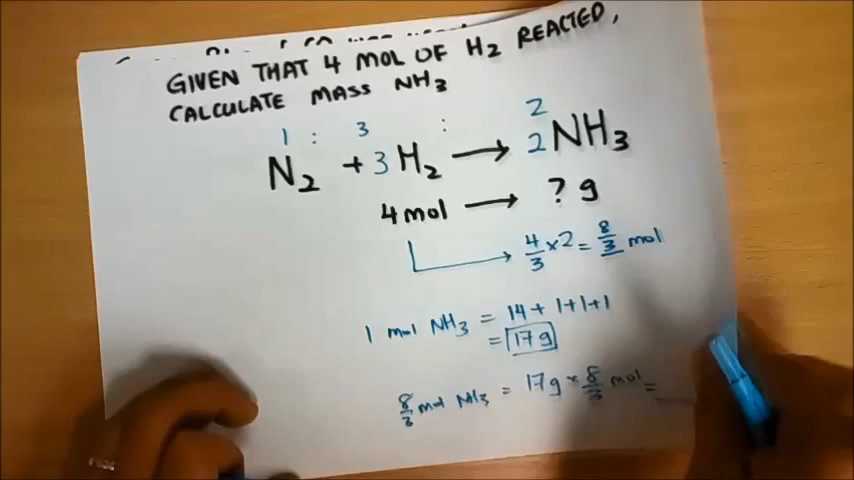 GIVEN THAT 4 MOL OF H2 REACTED,
CALCULATE MASS NH3
1 : 3 : 2
N2 + 3H2 → 2NH3
4 mol → ? g
4/3 x 2 = 8/3 mol
1 mol NH3 = 14 + 1+1+1
= 17g
8/3 mol NH3 = 17g x 8/3 mol =